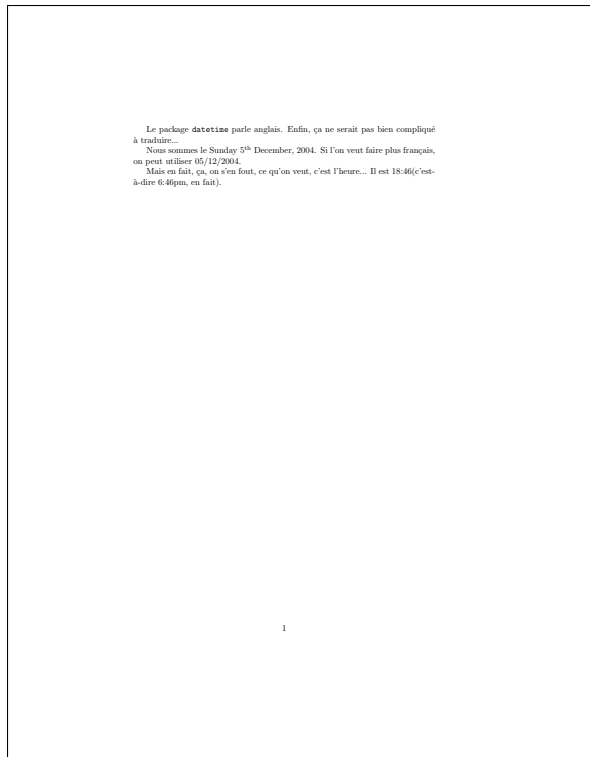 Le package datetime parle anglais. Enfin, ça ne serait pas bien compliqué
à traduire...
Nous sommes le Sunday 5th December, 2004. Si l'on veut faire plus français,
on peut utiliser 05/12/2004.
Mais en fait, ça, on s'en fout, ce qu'on veut, c'est l'heure... Il est 18:46(c'est-
à-dire 6:46pm, en fait).
1